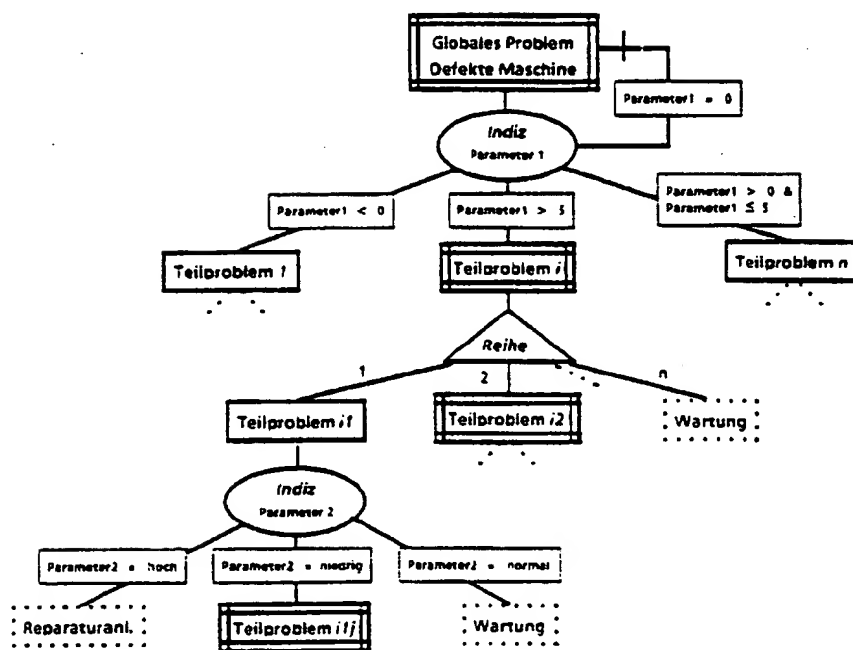 Globales Problem
Defekte Maschine
Parameter1 = 0
Indiz
Parameter 1
Parameter1 < 0
Parameter1 > 5
Parameter1 > 0 &
Parameter1 ≤ 5
Teilproblem 1
Teilproblem i
Teilproblem n
Reihe
1
2
n
Teilproblem i1
Teilproblem i2
Wartung
Indiz
Parameter 2
Parameter2 = hoch
Parameter2 = niedrig
Parameter2 = normal
Reparaturanl.
Teilproblem i1j
Wartung